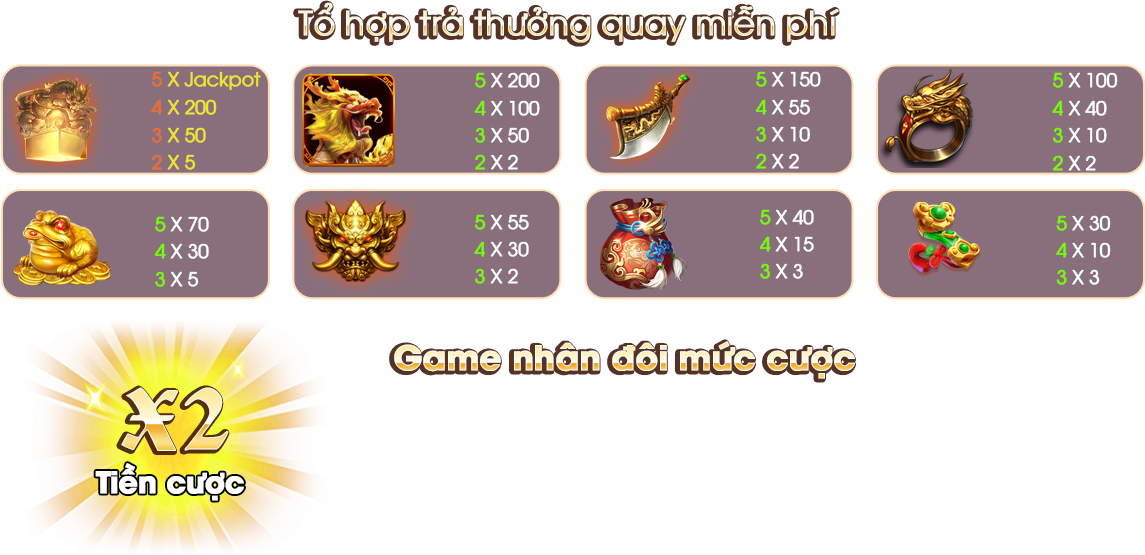 Tổ hợp trả thưởng quay miễn phí
5 X Jackpot
4 X 200
3 X 50
2 X 5
5 X 200
4 X 100
3 X 50
2 X 2
5 X 150
4 X 55
3 X 10
2 X 2
5 X 100
4 X 40
3 X 10
2 X 2
5 X 70
4 X 30
3 X 5
5 X 55
4 X 30
3 X 2
5 X 40
4 X 15
3 X 3
5 X 30
4 X 10
3 X 3
Game nhân đôi mức cược
X2
Tiền cược